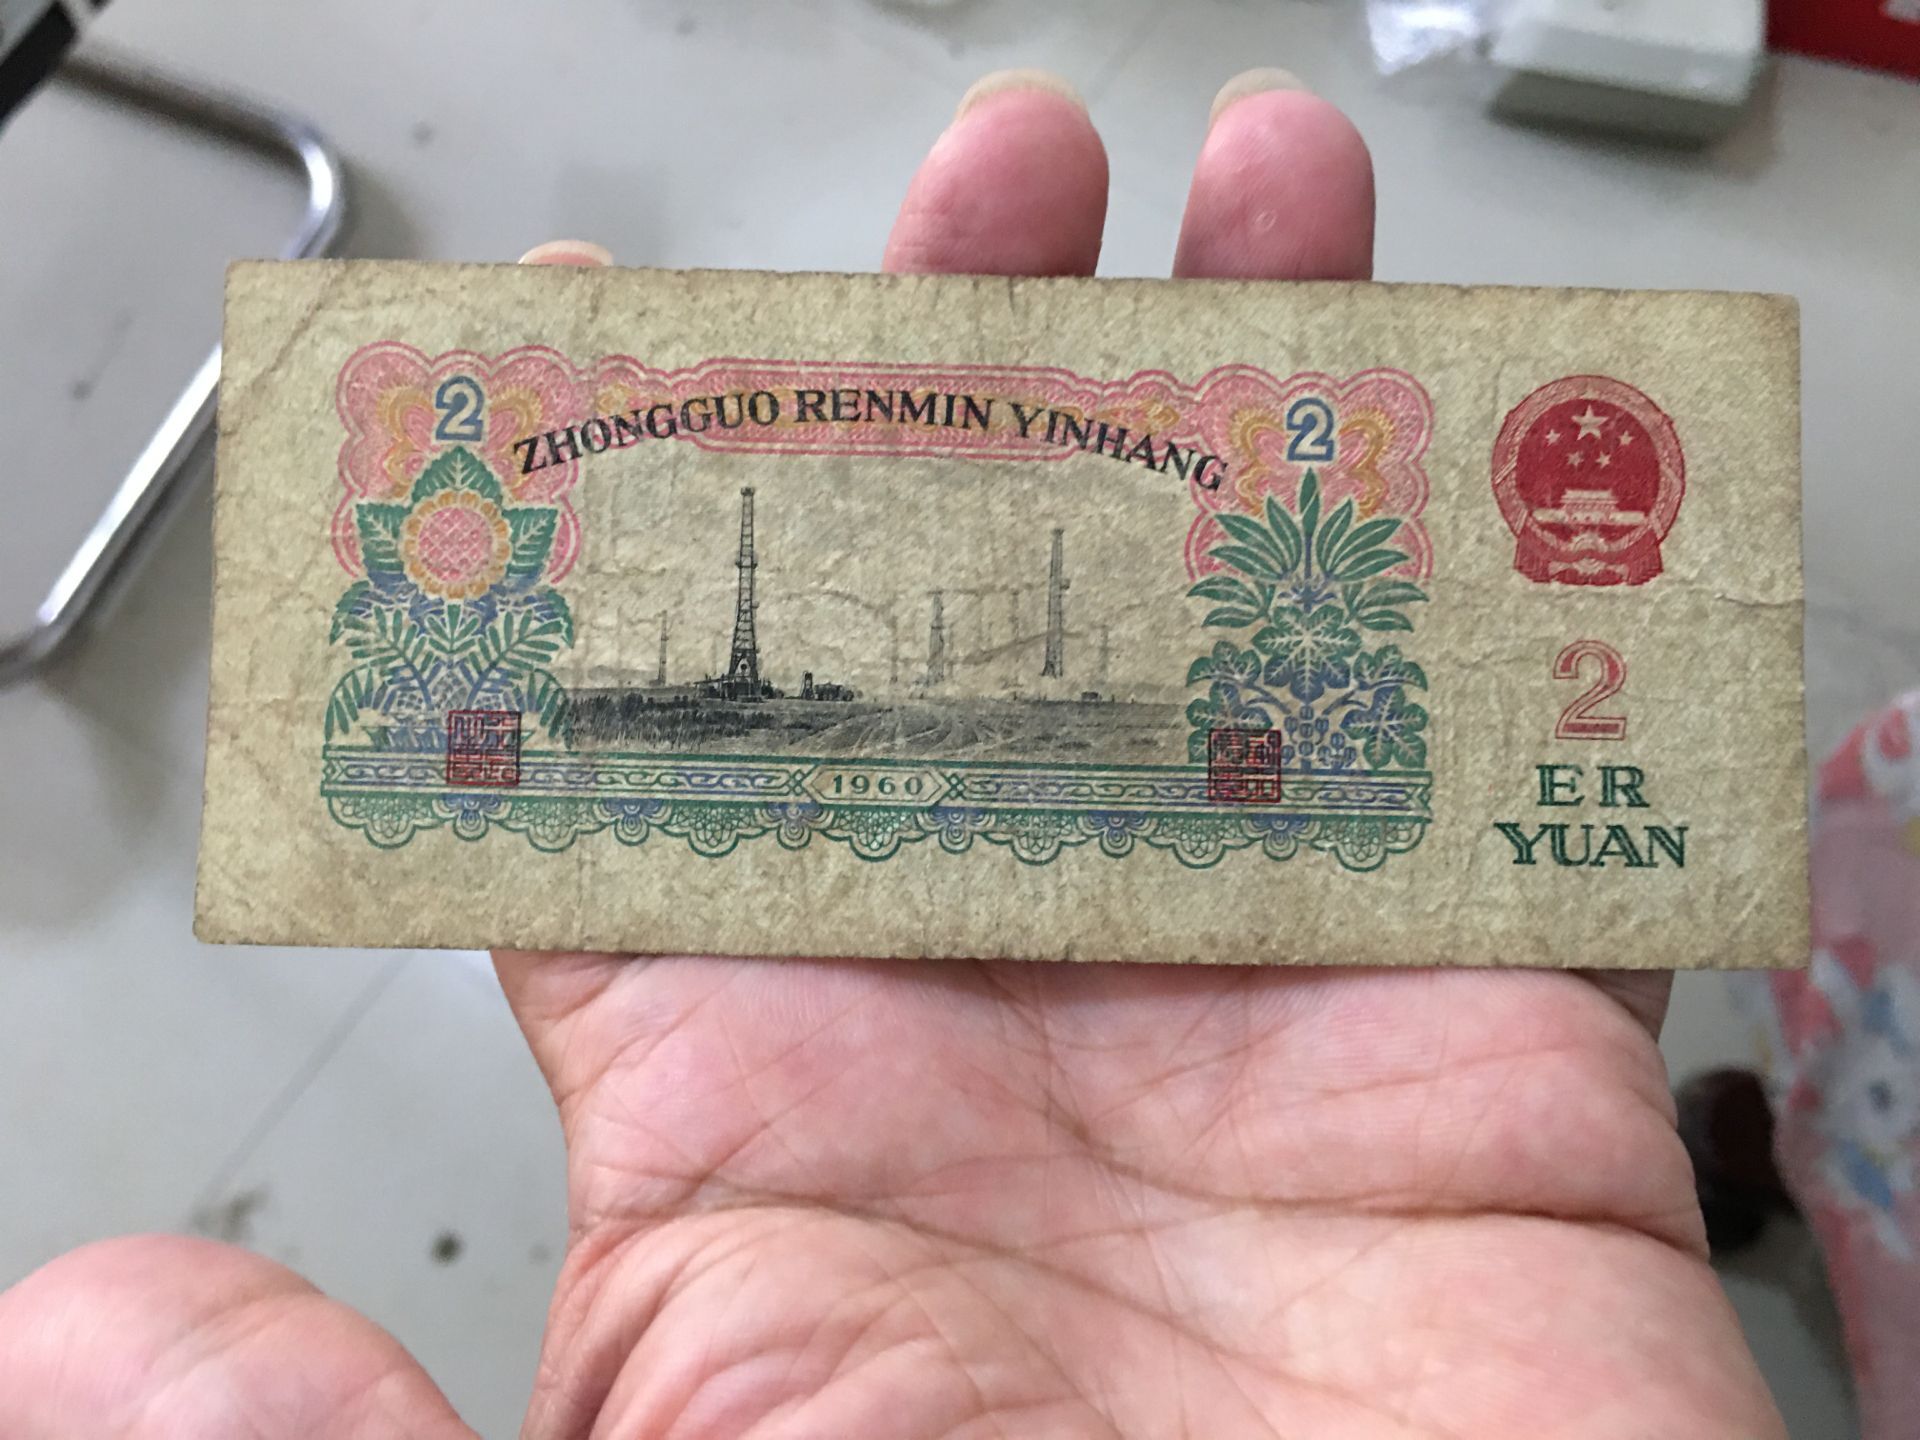 2
ZHONGGUO RENMIN YINHANG
2
1960
2
ER
YUAN